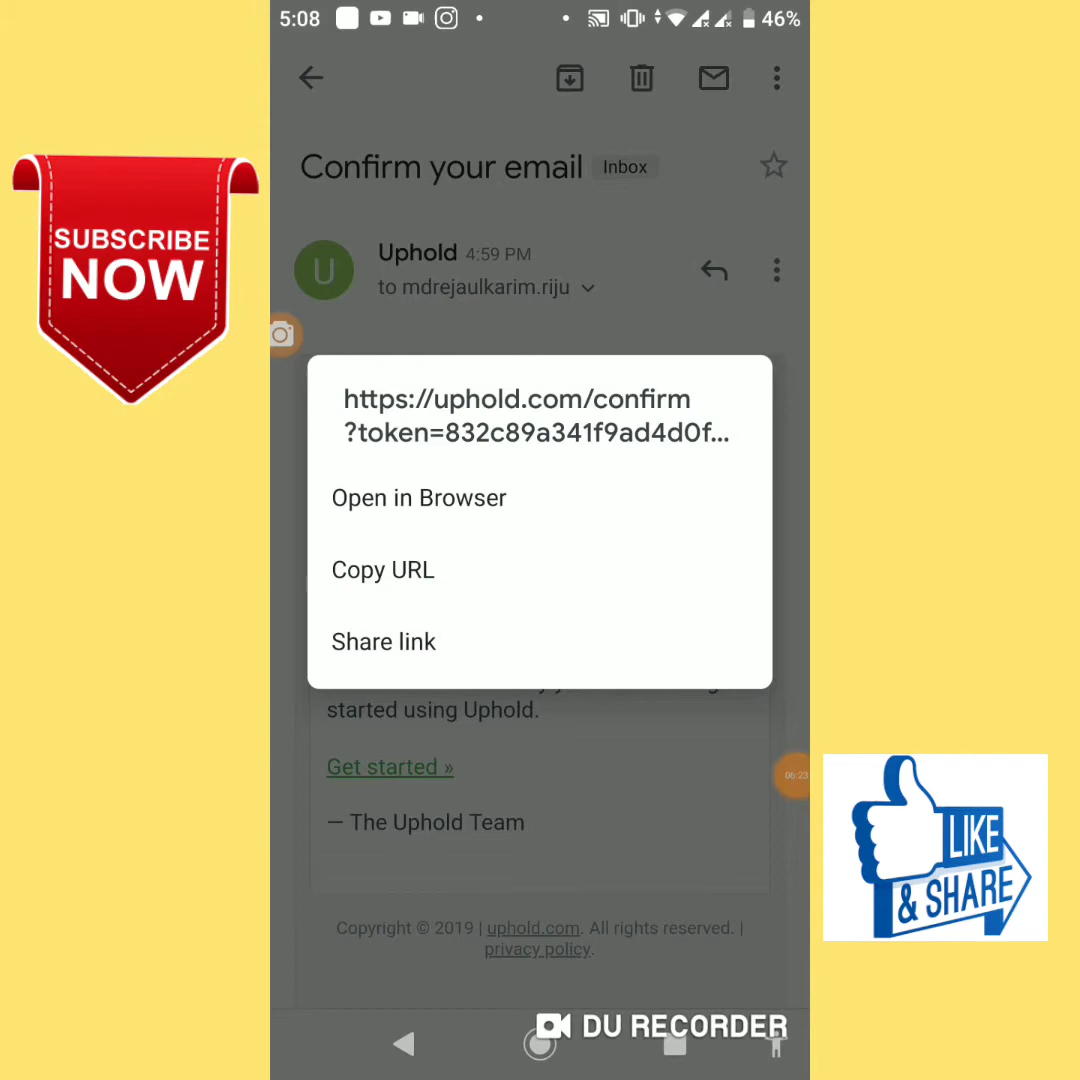 5:08
46%
Confirm your email Inbox
SUBSCRIBE
NOW
U
Uphold 4:59 PM
to mdrejaulkarim.riju
https://uphold.com/confirm
?token=832c89a341f9ad4d0f...
Open in Browser
Copy URL
Share link
started using Uphold.
Get started »
06:23
— The Uphold Team
LIKE
& SHARE
Copyright © 2019 | uphold.com. All rights reserved. |
privacy policy.
DU RECORDER